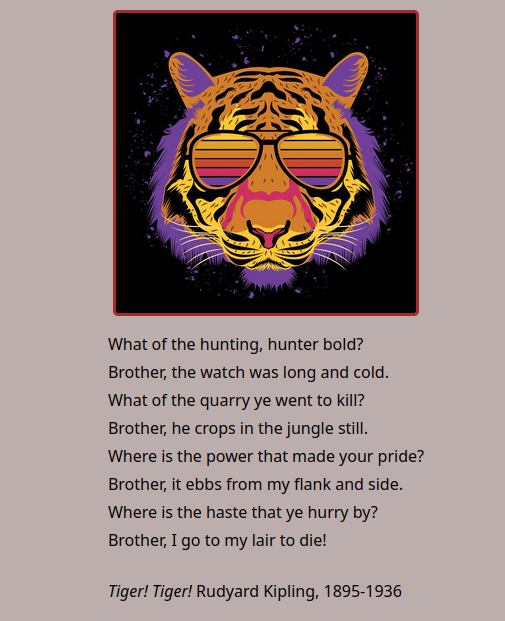 What of the hunting, hunter bold?
Brother, the watch was long and cold.
What of the quarry ye went to kill?
Brother, he crops in the jungle still.
Where is the power that made your pride?
Brother, it ebbs from my flank and side.
Where is the haste that ye hurry by?
Brother, I go to my lair to die!
Tiger! Tiger! Rudyard Kipling, 1895-1936